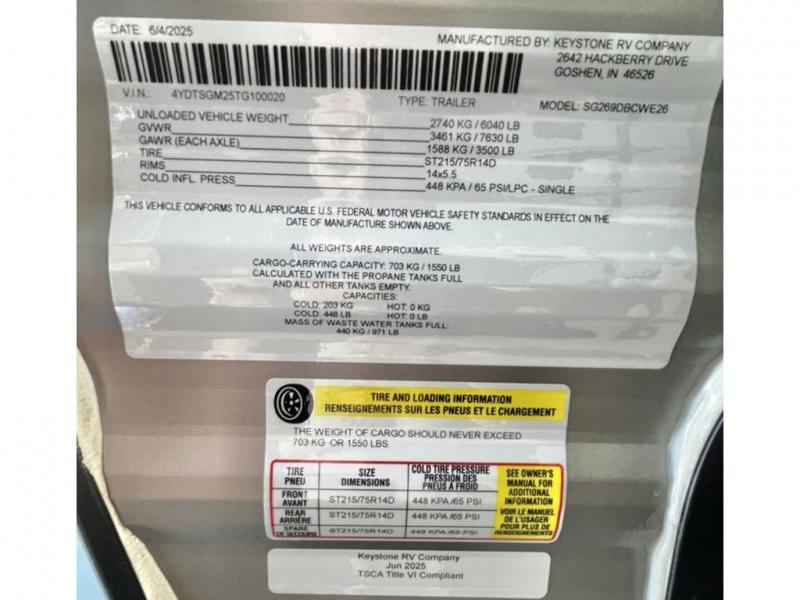 DATE: 6/4/2025
MANUFACTURED BY: KEYSTONE RV COMPANY
2642 HACKBERRY DRIVE
GOSHEN, IN 46526
V.I.N.: 4YDTSGM25TG100020 TYPE: TRAILER MODEL: SG269DBCWE26
UNLOADED VEHICLE WEIGHT 2740 KG / 6040 LB
GVWR 3461 KG / 7630 LB
GAWR (EACH AXLE) 1588 KG / 3500 LB
TIRE ST215/75R14D
RIMS 14x5.5
COLD INFL. PRESS 448 KPA / 65 PSI/LPC - SINGLE
THIS VEHICLE CONFORMS TO ALL APPLICABLE U.S. FEDERAL MOTOR VEHICLE SAFETY STANDARDS IN EFFECT ON THE
DATE OF MANUFACTURE SHOWN ABOVE.
ALL WEIGHTS ARE APPROXIMATE.
CARGO-CARRYING CAPACITY: 703 KG / 1550 LB
CALCULATED WITH THE PROPANE TANKS FULL
AND ALL OTHER TANKS EMPTY.
CAPACITIES:
COLD: 203 KG HOT: 0 KG
COLD: 448 LB HOT: 0 LB
MASS OF WASTE WATER TANKS FULL:
440 KG / 971 LB
TIRE AND LOADING INFORMATION
RENSEIGNEMENTS SUR LES PNEUS ET LE CHARGEMENT
THE WEIGHT OF CARGO SHOULD NEVER EXCEED
703 KG OR 1550 LBS.
TIRE
PNEU
SIZE
DIMENSIONS
COLD TIRE PRESSURE
PRESSION DES
PNEUS A FROID
FRONT
AVANT
ST215/75R14D
448 KPA /65 PSI
REAR
ARRIÈRE
ST215/75R14D
448 KPA /65 PSI
SPARE
DE SECOURS
ST215/75R14D
448 KPA /65 PSI
SEE OWNER'S
MANUAL FOR
ADDITIONAL
INFORMATION
VOIR LE MANUEL
DE L'USAGER
POUR PLUS DE
RENSEIGNEMENTS
Keystone RV Company
Jun 2025
TSCA Title VI Compliant